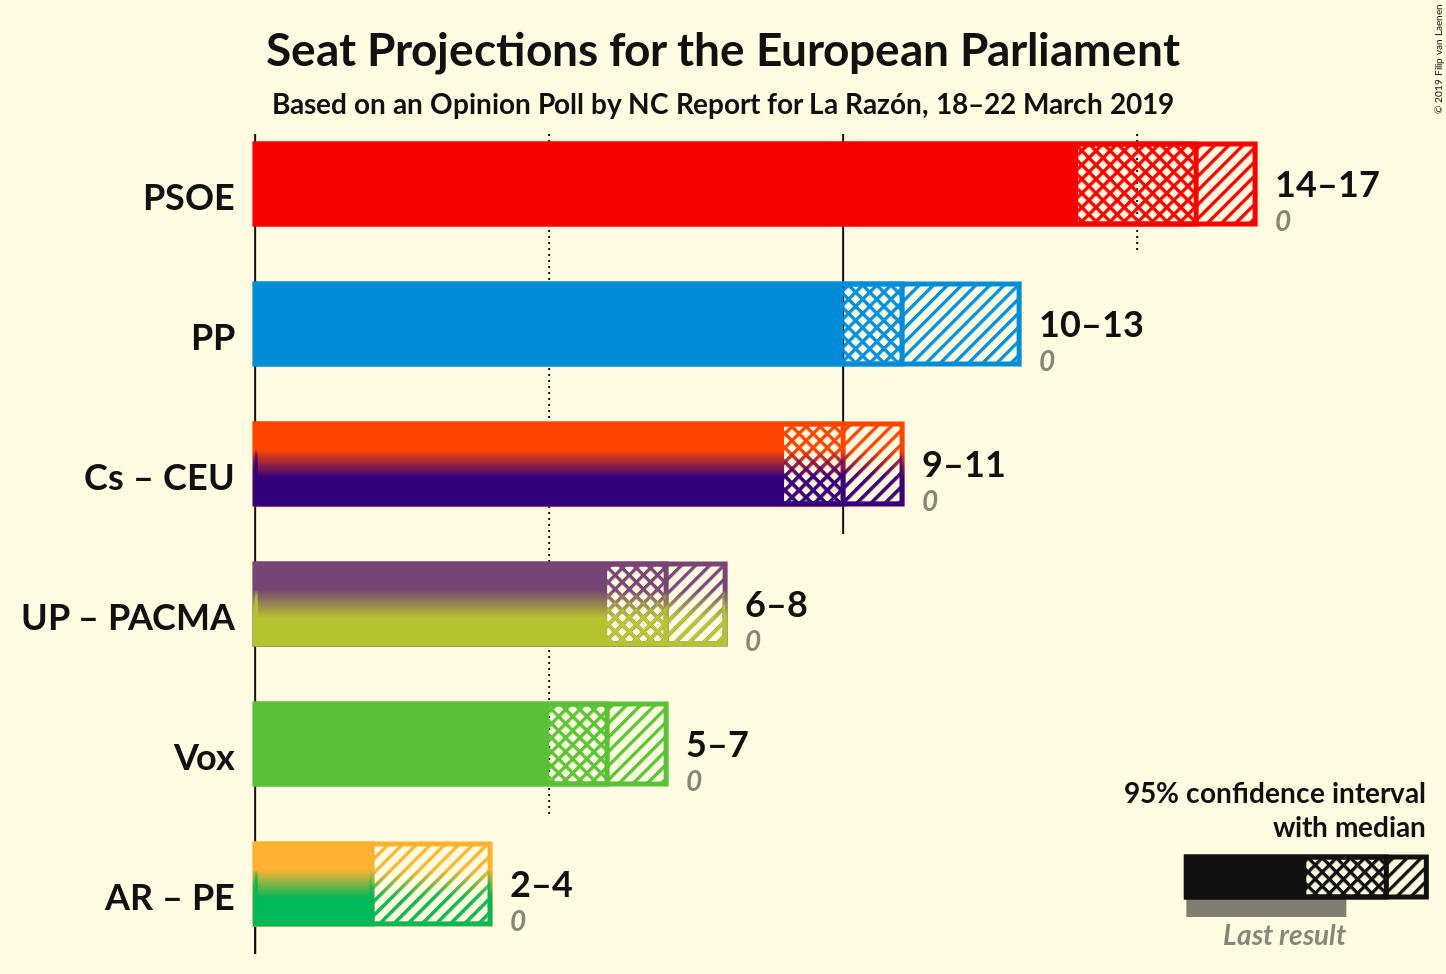 Seat Projections for the European Parliament
Based on an Opinion Poll by NC Report for La Razón, 18–22 March 2019
© 2019 Filip van Laenen
PSOE
14–17
0
PP
10–13
0
Cs – CEU
9–11
0
UP – PACMA
6–8
0
Vox
5–7
0
AR – PE
2–4
0
95% confidence interval
with median
Last result